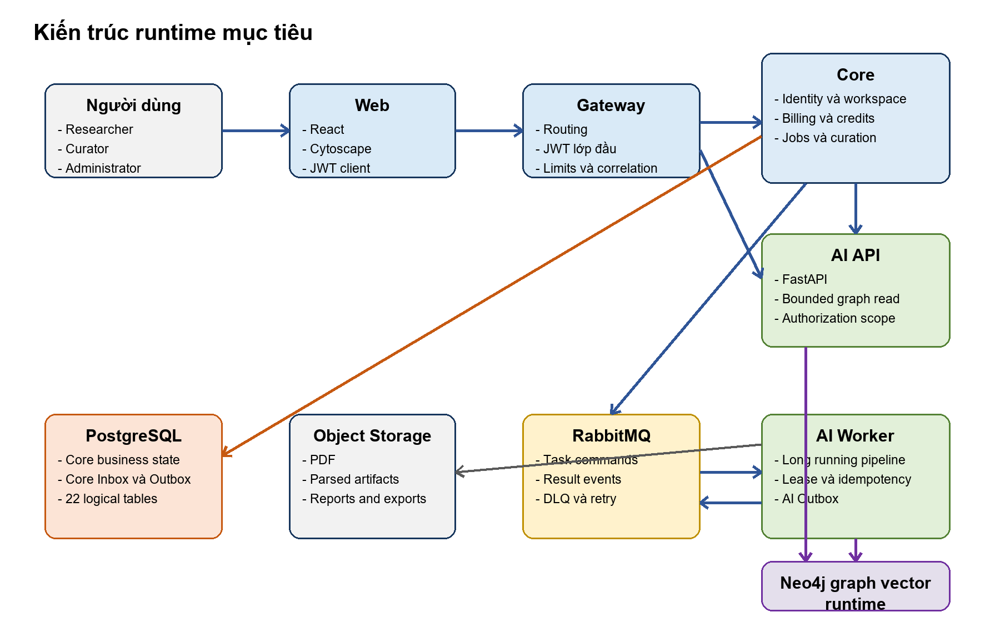 Kiến trúc runtime mục tiêu
Người dùng
- Researcher
- Curator
- Administrator
Web
- React
- Cytoscape
- JWT client
Gateway
- Routing
- JWT lớp đầu
- Limits và correlation
Core
- Identity và workspace
- Billing và credits
- Jobs và curation
AI API
- FastAPI
- Bounded graph read
- Authorization scope
PostgreSQL
- Core business state
- Core Inbox và Outbox
- 22 logical tables
Object Storage
- PDF
- Parsed artifacts
- Reports and exports
RabbitMQ
- Task commands
- Result events
- DLQ và retry
AI Worker
- Long running pipeline
- Lease và idempotency
- AI Outbox
Neo4j graph vector
runtime